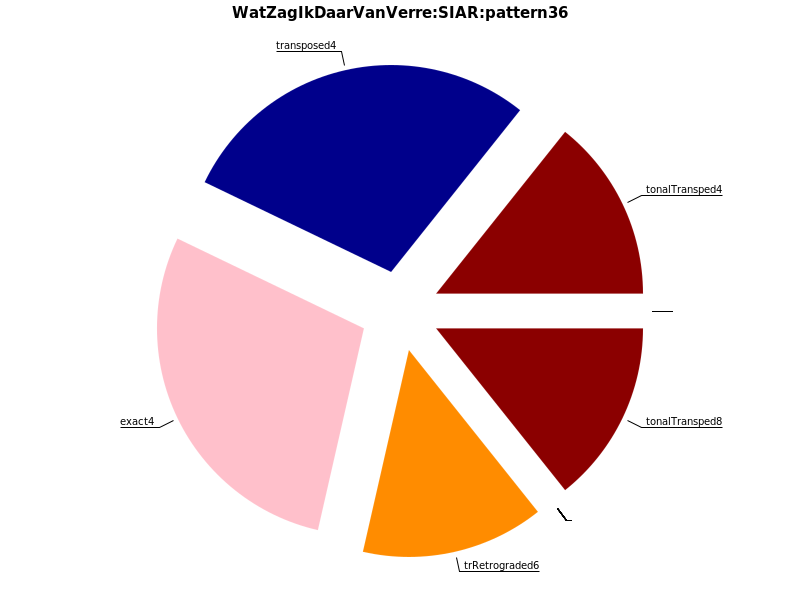 WatZagIkDaarVanVerre:SIAR:pattern36
transposed4
tonalTransped4
exact4
tonalTransped8
trRetrograded6